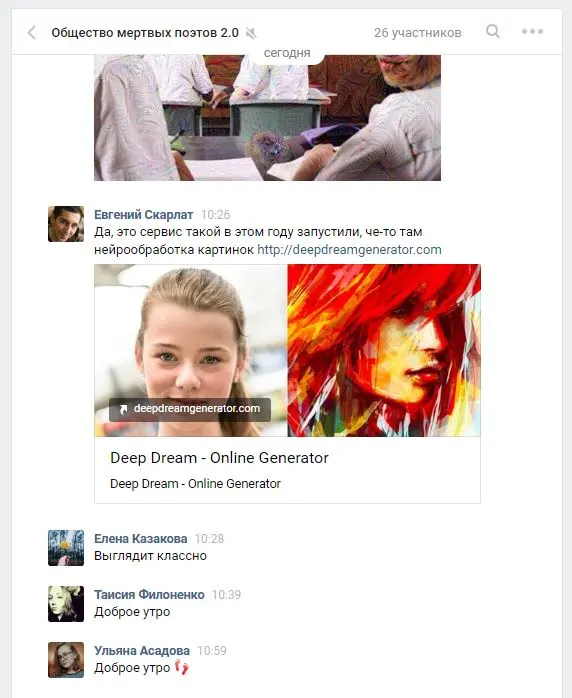 Общество мертвых поэтов 2.0
26 участников
сегодня
Евгений Скарлат 10:26
Да, это сервис такой в этом году запустили, че-то там
нейрообработка картинок http://deepdreamgenerator.com
deepdreamgenerator.com
Deep Dream - Online Generator
Deep Dream - Online Generator
Елена Казакова 10:28
Выглядит классно
Таисия Филоненко 10:39
Доброе утро
Ульяна Асадова 10:59
Доброе утро 👣